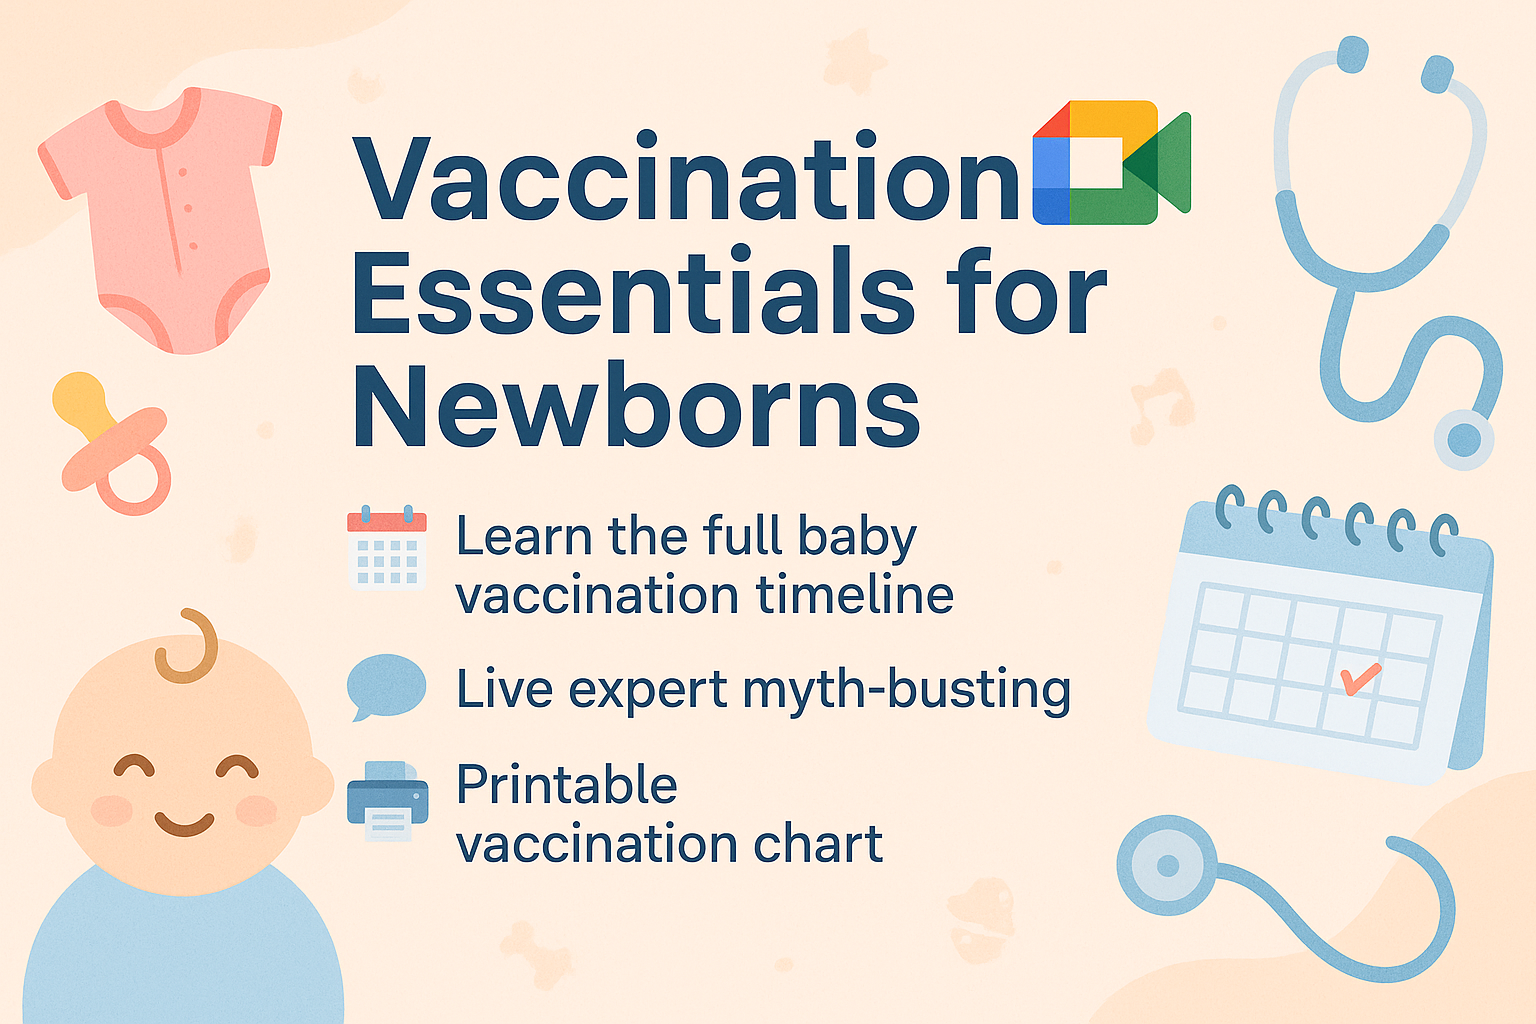 Vaccination
Essentials for
Newborns
Learn the full baby
vaccination timeline
Live expert myth-busting
Printable
vaccination chart